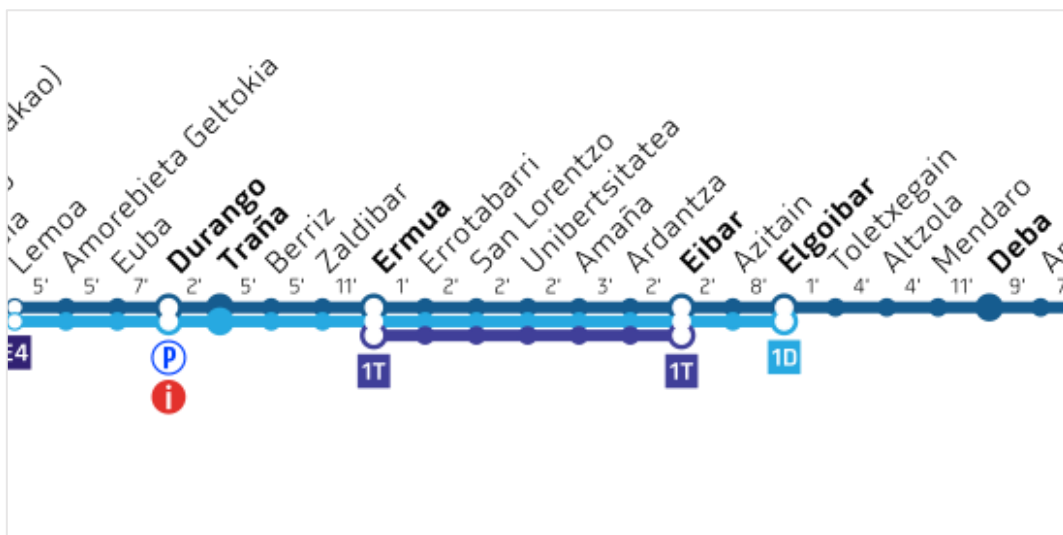 akao)
Lemoa
Amorebieta Geltokia
Euba
Durango
Traña
Berriz
Zaldibar
Ermua
Errotabarri
San Lorentzo
Unibertsitatea
Amaña
Ardantza
Eibar
Azitain
Elgoibar
Toletxegain
Altzola
Mendaro
Deba
5' 5' 7' 2' 5' 5' 11' 1' 2' 2' 2' 3' 2' 2' 8' 1' 4' 4' 11' 9' 7
E4
P
i
1T
1T
1D